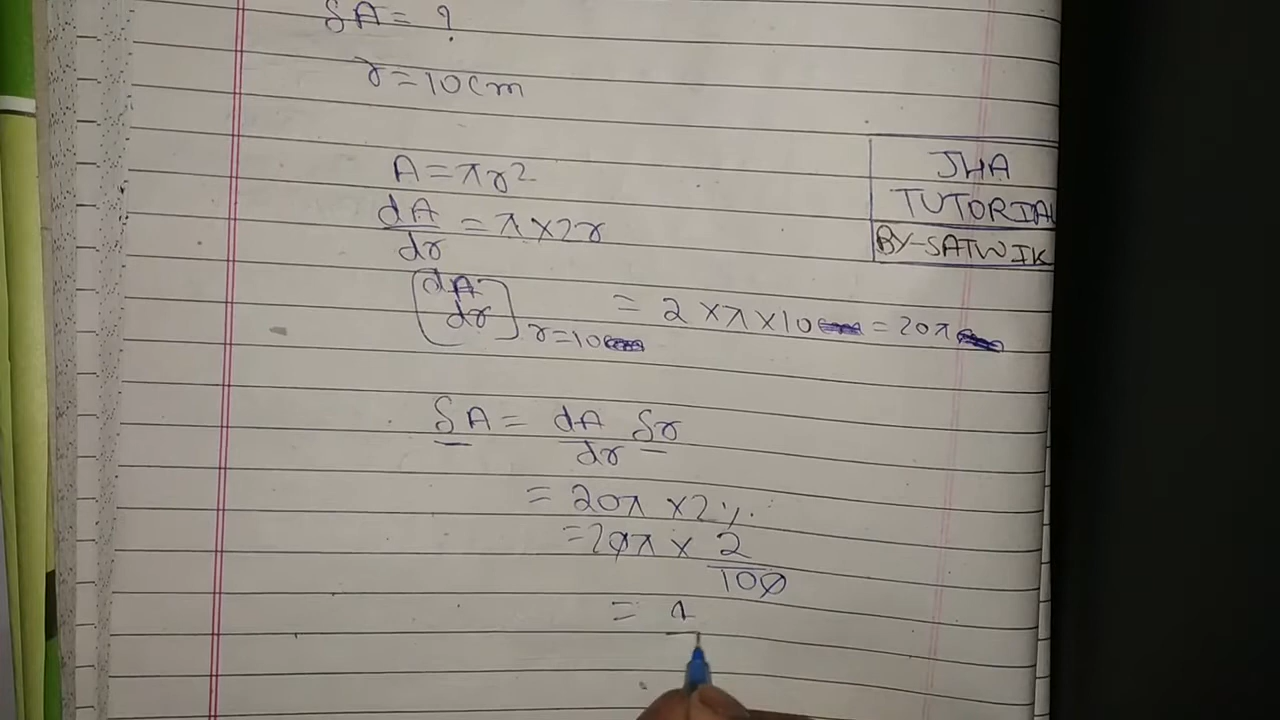 δA = ?
r = 10cm
A = πr²
dA/dr = π × 2r
(dA/dr) r=10 = 2 × π × 10 = 20π
δA = dA/dr δr
= 20π × 2%
= 20π × 2/100
= 4
JHA
TUTORIAL
BY-SATWIK